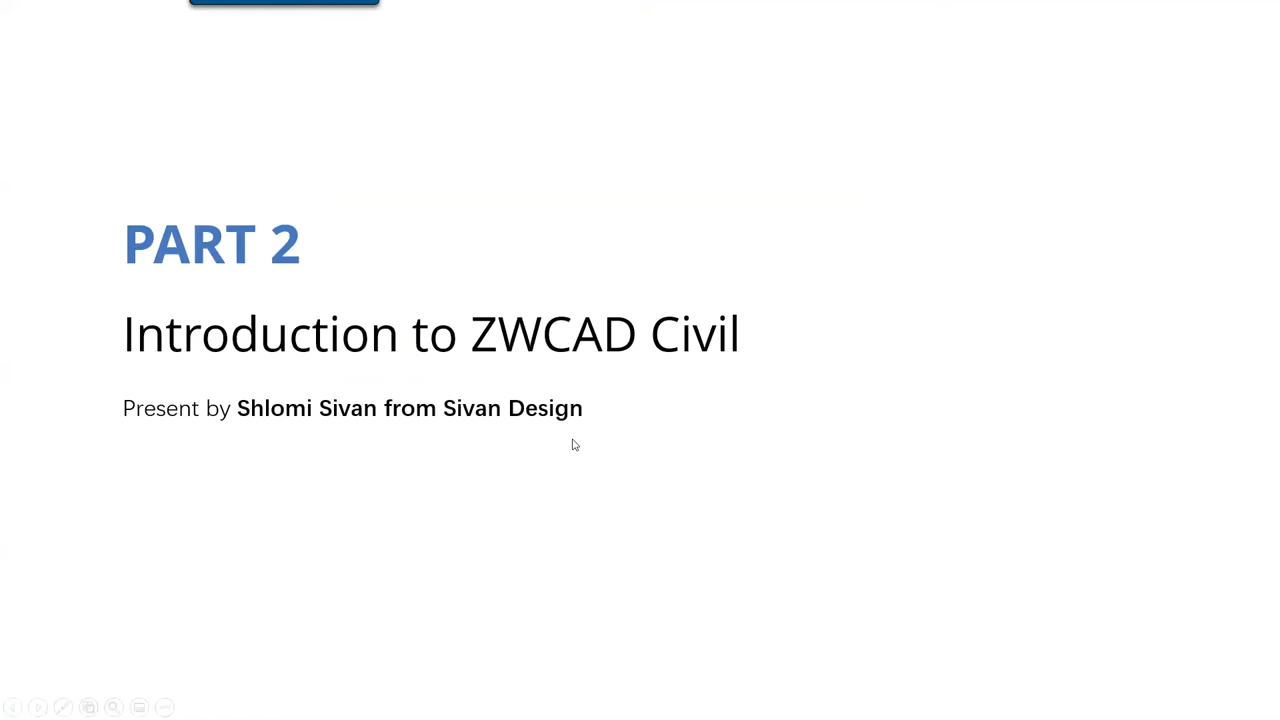 PART 2
Introduction to ZWCAD Civil
Present by Shlomi Sivan from Sivan Design